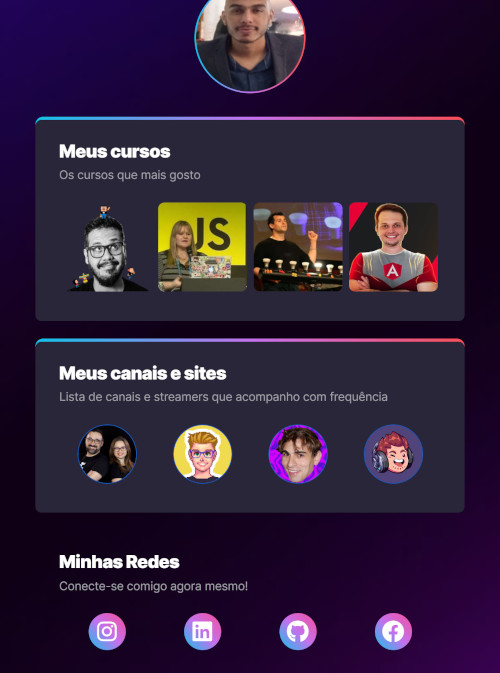 Meus cursos
Os cursos que mais gosto
JS
A
Meus canais e sites
Lista de canais e streamers que acompanho com frequência
Minhas Redes
Conecte-se comigo agora mesmo!
in
f